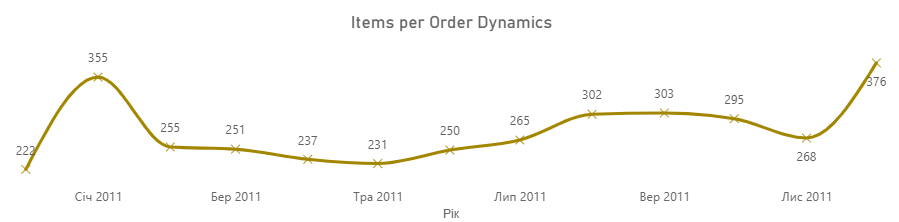 Items per Order Dynamics
222
355
255
251
237
231
250
265
302
303
295
268
376
Січ 2011
Бер 2011
Тра 2011
Лип 2011
Вер 2011
Лис 2011
Рік